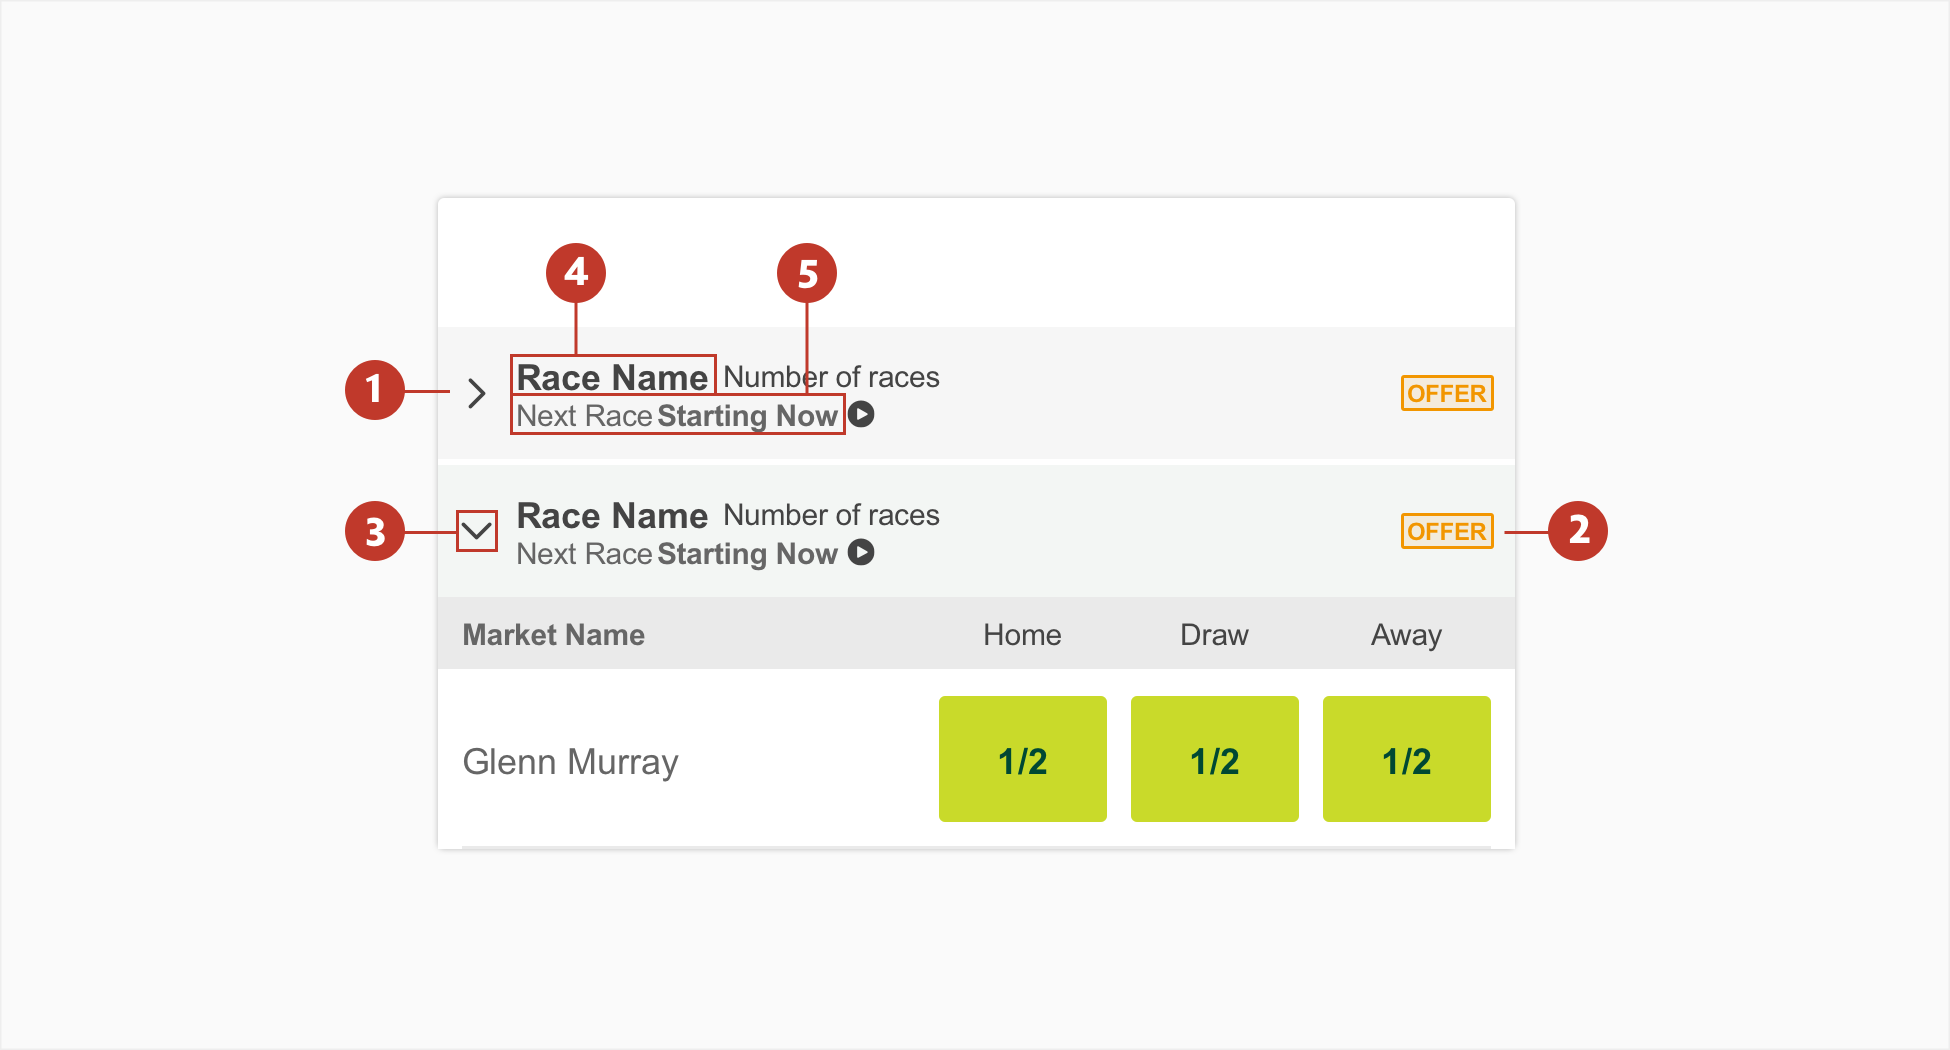 4 5
1 Race Name Number of races OFFER
Next Race Starting Now
3 Race Name Number of races OFFER 2
Next Race Starting Now
Market Name Home Draw Away
Glenn Murray 1/2 1/2 1/2